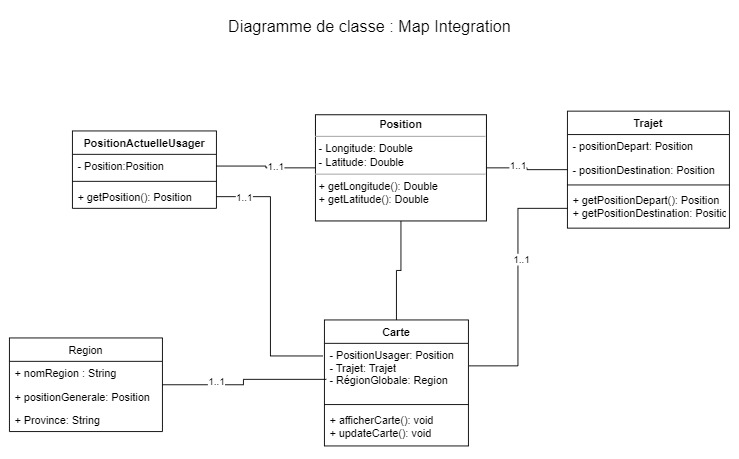 Diagramme de classe : Map Integration
PositionActuelleUsager
- Position:Position
+ getPosition(): Position
1..1
1..1
Position
- Longitude: Double
- Latitude: Double
+ getLongitude(): Double
+ getLatitude(): Double
1..1
Trajet
- positionDepart: Position
- positionDestination: Position
+ getPositionDepart(): Position
+ getPositionDestination: Positic
1..1
Region
+ nomRegion : String
+ positionGenerale: Position
+ Province: String
1..1
Carte
- PositionUsager: Position
- Trajet: Trajet
- RégionGlobale: Region
+ afficherCarte(): void
+ updateCarte(): void